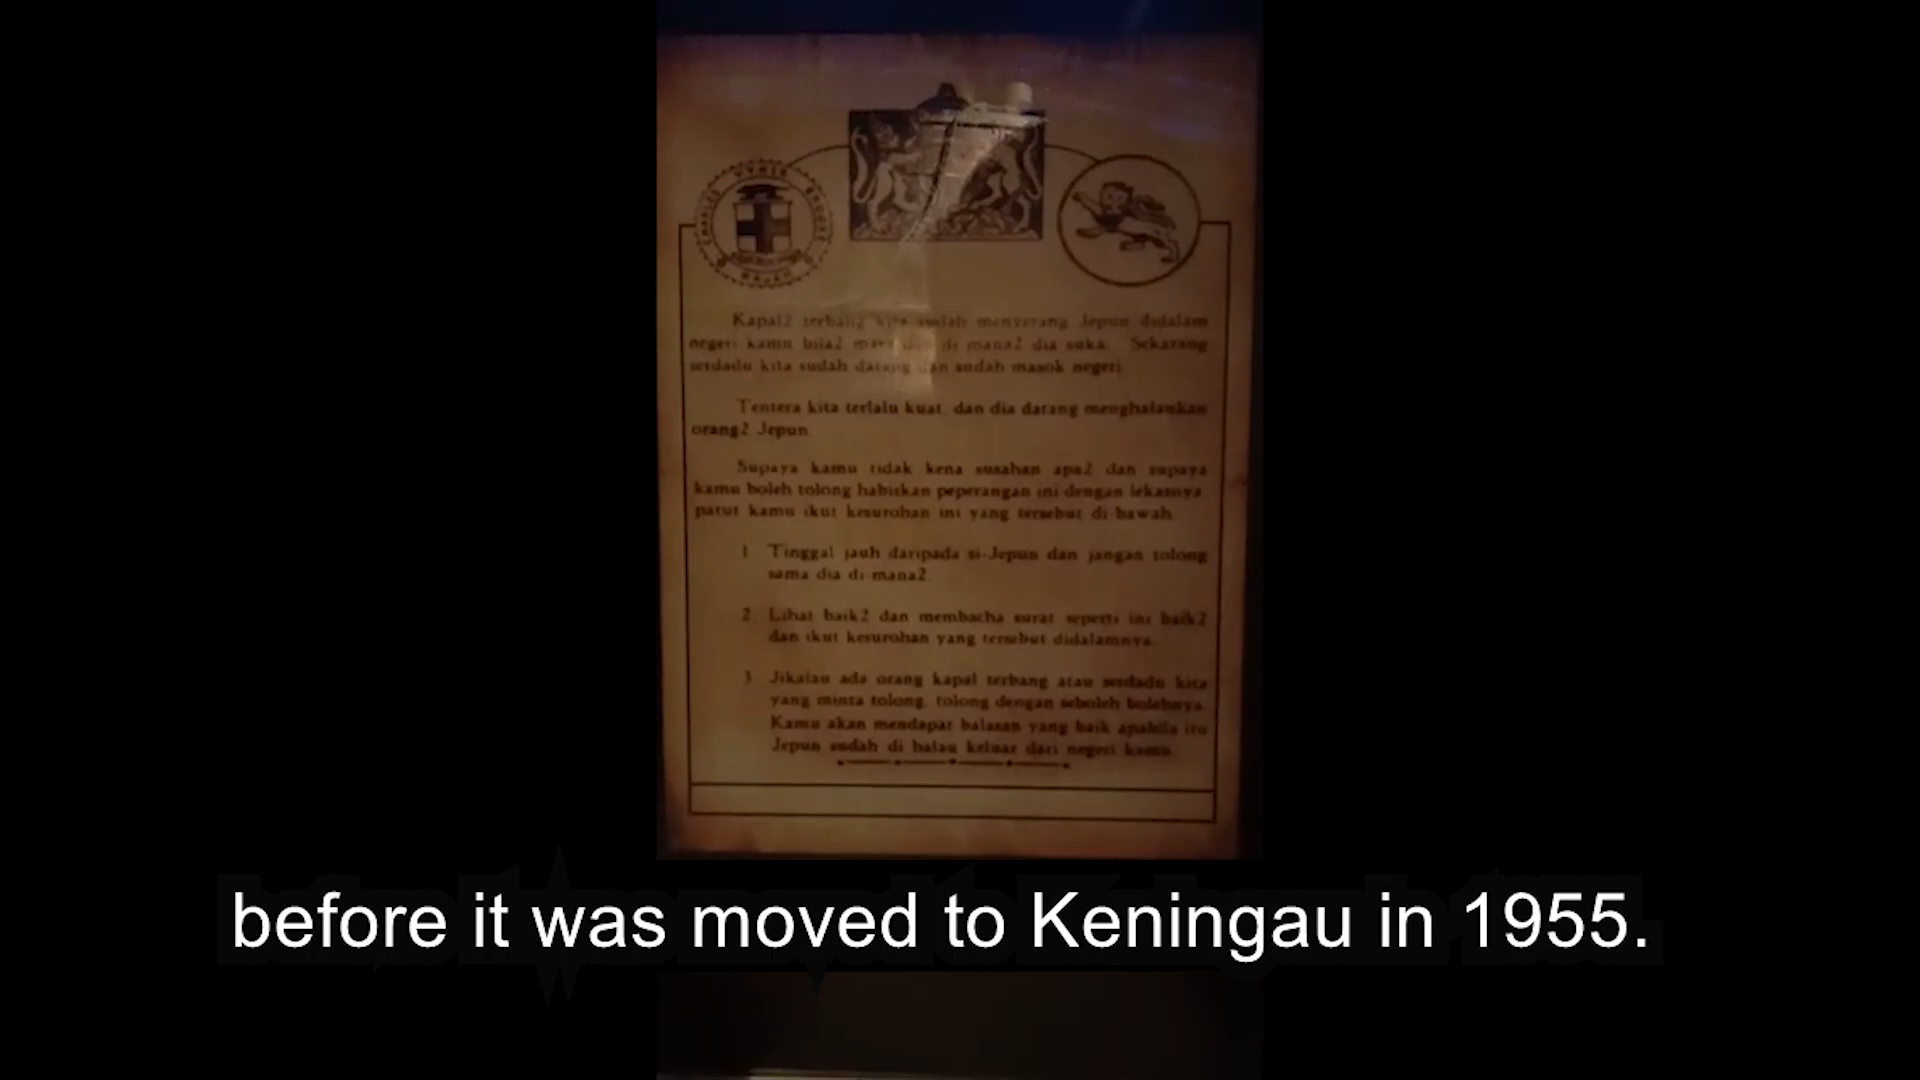 CHARLES VYNER BROOKE
RAJAH
Kapal2 terbang kita sudah menyerang Jepun didalam
negeri kamu bila2 dan di mana2 dia suka. Sekarang
serdadu kita sudah datang dan sudah masok negeri
Tentera kita terlalu kuat, dan dia datang menghalaukan
orang2 Jepun.
Supaya kamu tidak kena susahan apa2 dan supaya
kamu boleh tolong habiskan peperangan ini dengan lekasnya
patut kamu ikut kesurohan ini yang tersebut di-bawah.
1. Tinggal jauh daripada si-Jepun dan jangan tolong
sama dia di-mana2.
2. Lihat baik2 dan membacha surat seperti ini baik2
dan ikut kesurohan yang tersebut didalamnya.
3. Jikalau ada orang kapal terbang atau serdadu kita
yang minta tolong, tolong dengan seboleh bolehnya.
Kamu akan mendapat balasan yang baik apabila itu
Jepun sudah di halau keluar dari negeri kamu.
before it was moved to Keningau in 1955.